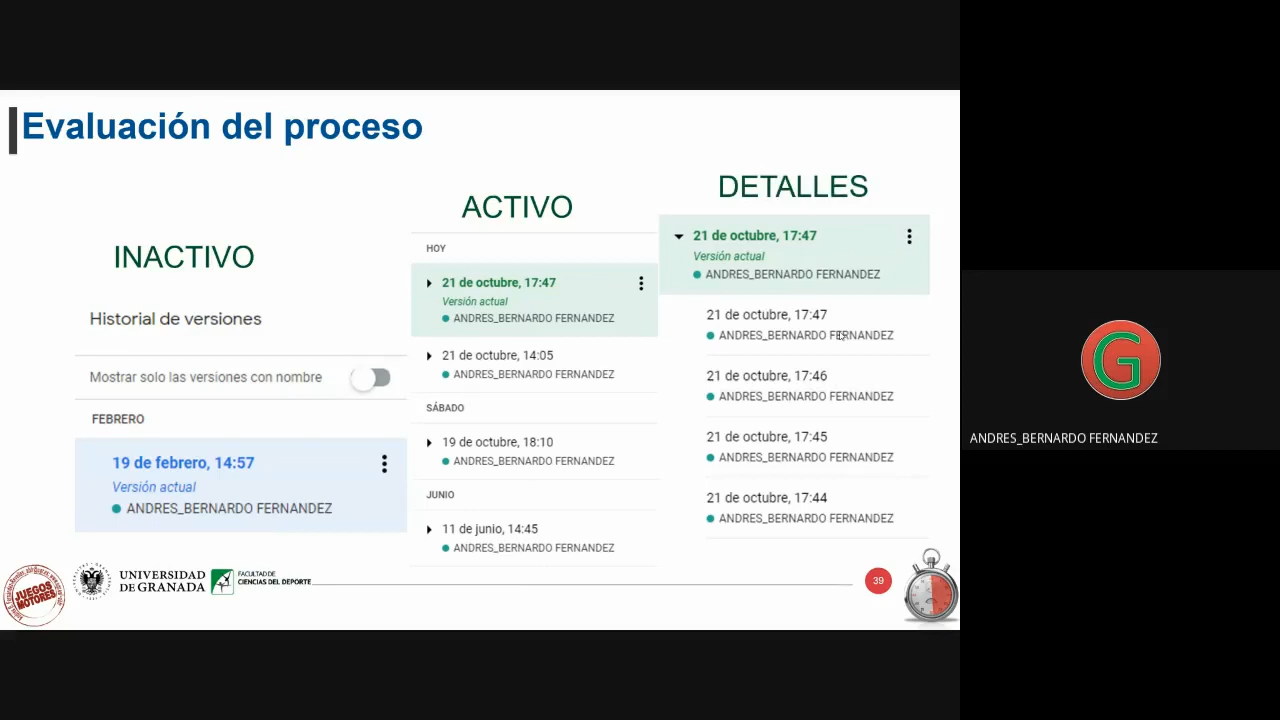 Evaluación del proceso
INACTIVO
Historial de versiones
Mostrar solo las versiones con nombre
FEBRERO
19 de febrero, 14:57
Versión actual
ANDRES_BERNARDO FERNANDEZ
ACTIVO
HOY
21 de octubre, 17:47
Versión actual
ANDRES_BERNARDO FERNANDEZ
21 de octubre, 14:05
ANDRES_BERNARDO FERNANDEZ
SÁBADO
19 de octubre, 18:10
ANDRES_BERNARDO FERNANDEZ
JUNIO
11 de junio, 14:45
ANDRES_BERNARDO FERNANDEZ
DETALLES
21 de octubre, 17:47
Versión actual
ANDRES_BERNARDO FERNANDEZ
21 de octubre, 17:47
ANDRES_BERNARDO FERNANDEZ
21 de octubre, 17:46
ANDRES_BERNARDO FERNANDEZ
21 de octubre, 17:45
ANDRES_BERNARDO FERNANDEZ
21 de octubre, 17:44
ANDRES_BERNARDO FERNANDEZ
JUEGOS
MOTORES
UNIVERSIDAD
DE GRANADA
FACULTAD DE
CIENCIAS DEL DEPORTE
39
G
ANDRES_BERNARDO FERNANDEZ